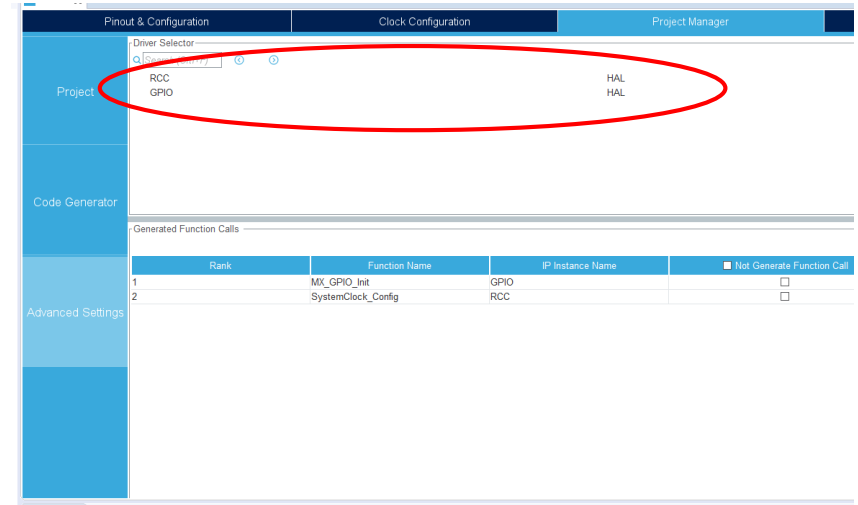 Pinout & Configuration Clock Configuration Project Manager
Driver Selector
RCC HAL
Project GPIO HAL
Code Generator
Generated Function Calls
Rank Function Name IP Instance Name Not Generate Function Call
1 MX_GPIO_Init GPIO
2 SystemClock_Config RCC
Advanced Settings